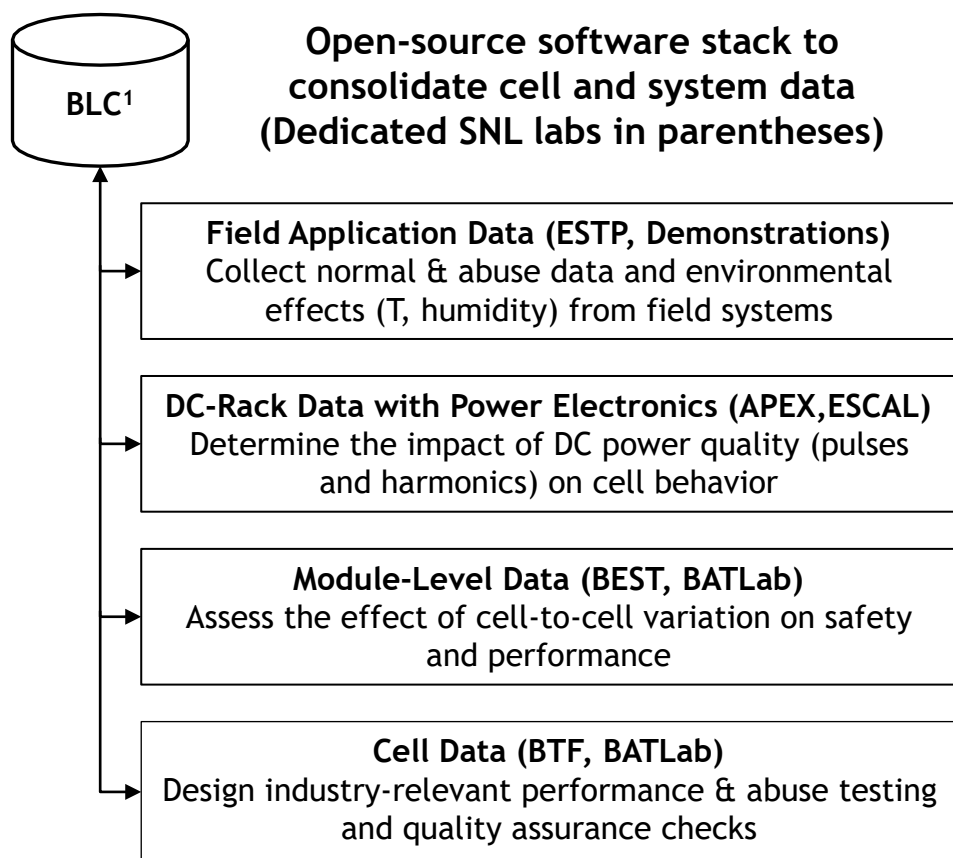 BLC¹
Open-source software stack to
consolidate cell and system data
(Dedicated SNL labs in parentheses)
Field Application Data (ESTP, Demonstrations)
Collect normal & abuse data and environmental
effects (T, humidity) from field systems
DC-Rack Data with Power Electronics (APEX,ESCAL)
Determine the impact of DC power quality (pulses
and harmonics) on cell behavior
Module-Level Data (BEST, BATLab)
Assess the effect of cell-to-cell variation on safety
and performance
Cell Data (BTF, BATLab)
Design industry-relevant performance & abuse testing
and quality assurance checks